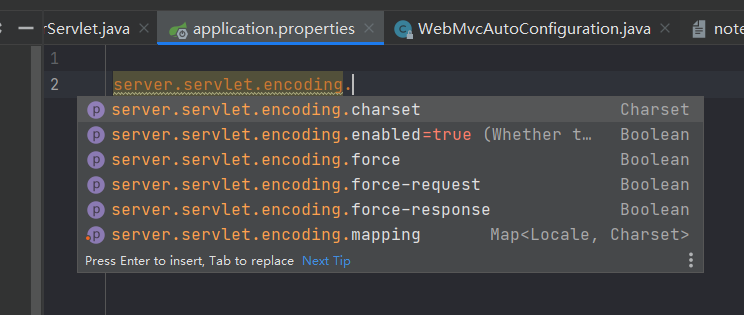 rServlet.java application.properties WebMvcAutoConfiguration.java note
1
2 server.servlet.encoding.
p server.servlet.encoding.charset Charset
p server.servlet.encoding.enabled=true (Whether t… Boolean
p server.servlet.encoding.force Boolean
p server.servlet.encoding.force-request Boolean
p server.servlet.encoding.force-response Boolean
p server.servlet.encoding.mapping Map<Locale, Charset>
Press Enter to insert, Tab to replace Next Tip